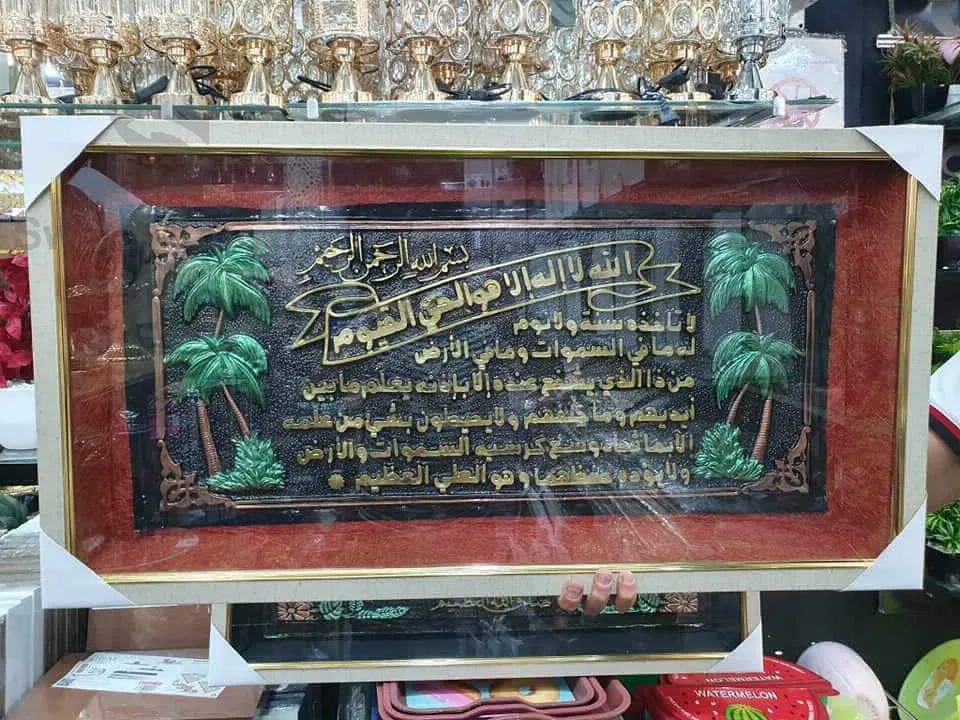 بسم الله الرحمن الرحيم
الله لا إله إلا هو الحي القيوم
لا تأخذه سنة ولا نوم
له ما في السموات وما في الأرض
من ذا الذي يشفع عنده إلا بإذنه يعلم ما بين
أيديهم وما خلفهم ولا يحيطون بشيء من علمه
الا بما شاء وسع كرسيه السموات والأرض
ولا يؤده حفظهما وهو العلي العظيم
WATERMELON
WATERMELON